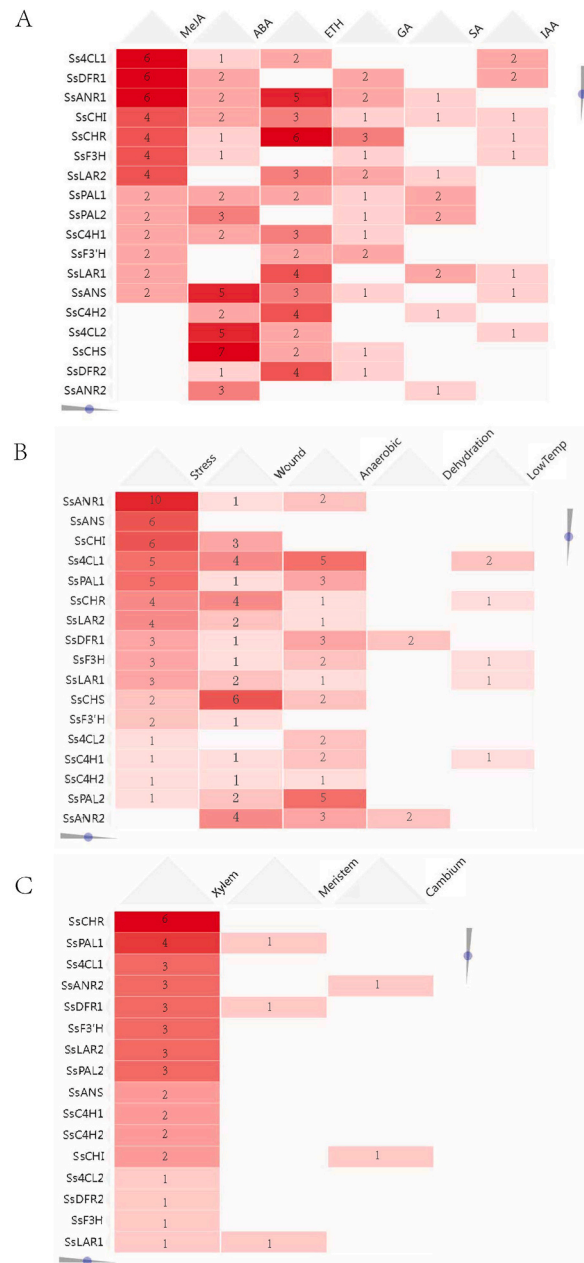 A
MeJA ABA ETH GA SA IAA
Ss4CL1 6 1 2 2
SsDFR1 6 2 2 2
SsANR1 6 2 5 2 1
SsCHI 4 2 3 1 1 1
SsCHR 4 1 6 3 1
SsF3H 4 1 1 1
SsLAR2 4 3 2 1
SsPAL1 2 2 2 1 2
SsPAL2 2 3 1 2
SsC4H1 2 2 3 1
SsF3'H 2 2 2
SsLAR1 2 4 2 1
SsANS 2 5 3 1 1
SsC4H2 2 4 1
Ss4CL2 5 2 1
SsCHS 7 2 1
SsDFR2 1 4 1
SsANR2 3 1
B
Stress Wound Anaerobic Dehydration LowTemp
SsANR1 10 1 2
SsANS 6
SsCHI 6 3
Ss4CL1 5 4 5 2
SsPAL1 5 1 3
SsCHR 4 4 1 1
SsLAR2 4 2 1
SsDFR1 3 1 3 2
SsF3H 3 1 2 1
SsLAR1 3 2 1 1
SsCHS 2 6 2
SsF3'H 2 1
Ss4CL2 1 2
SsC4H1 1 1 2 1
SsC4H2 1 1 1
SsPAL2 1 2 5
SsANR2 4 3 2
C
Xylem Meristem Cambium
SsCHR 6
SsPAL1 4 1
Ss4CL1 3
SsANR2 3 1
SsDFR1 3 1
SsF3'H 3
SsLAR2 3
SsPAL2 3
SsANS 2
SsC4H1 2
SsC4H2 2
SsCHI 2 1
Ss4CL2 1
SsDFR2 1
SsF3H 1
SsLAR1 1 1